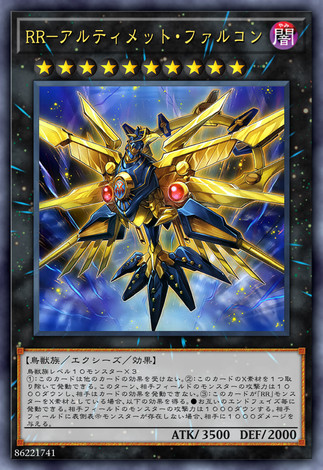 RR－アルティメット・ファルコン
闇
【鳥獣族／エクシーズ／効果】
鳥獣族レベル１０モンスター×３
①：このカードは他のカードの効果を受けない。②：このカードのX素材を１つ取
り除いて発動できる。このターン、相手フィールドのモンスターの攻撃力は１０
００ダウンし、相手はカードの効果を発動できない。③：このカードが「RR」モンス
ターをX素材としている場合、以下の効果を得る。●お互いのエンドフェイズ毎に
発動できる。相手フィールドのモンスターの攻撃力は１０００ダウンする。相手フ
ィールドに表側表示モンスターが存在しない場合、相手に１０００ダメージを
与える。
ATK/ 3500 DEF/2000
86221741